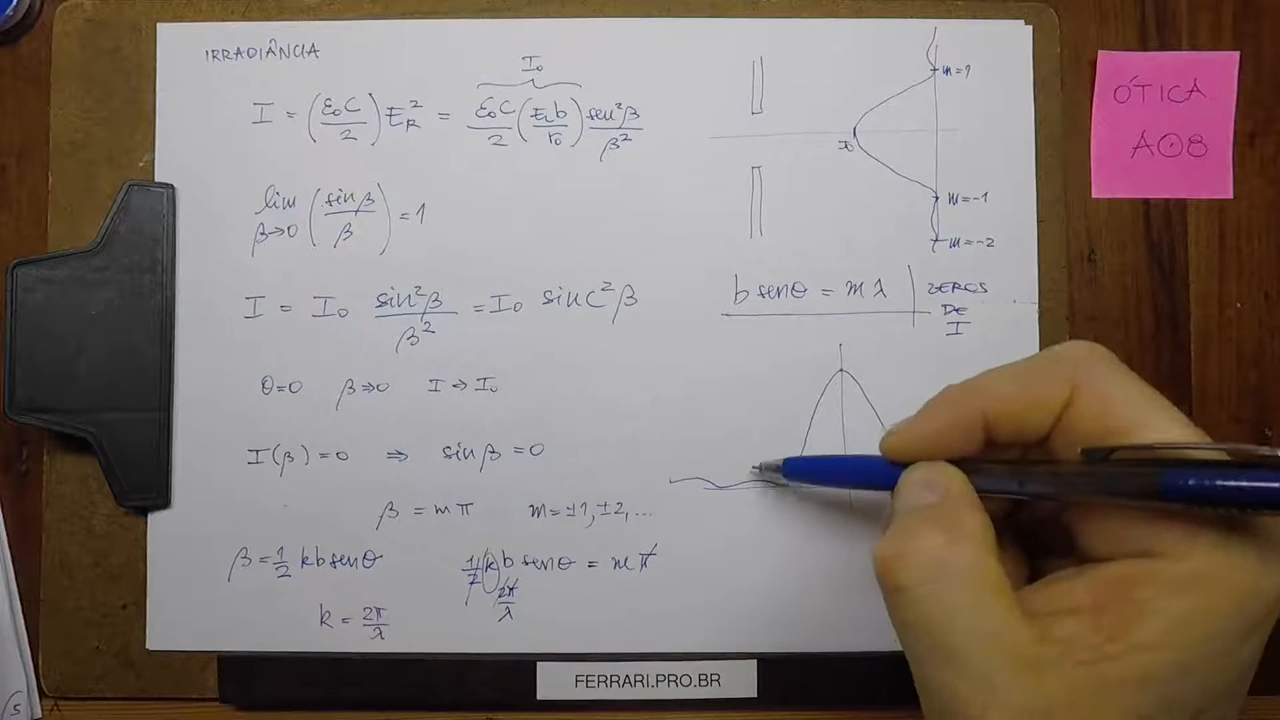 IRRADIÂNCIA
I₀
I = (ε₀c/2) E_R² = ε₀c/2 (E_L b/r₀) sen²β/β²
lim β→0 (sinβ/β) = 1
I = I₀ sin²β/β² = I₀ sinc²β
θ=0 β→0 I→I₀
I(β)=0 ⇒ sinβ=0
β = mπ m=±1,±2,...
β=1/2 kb senθ
1/2 k b senθ = m π
2π/λ
k = 2π/λ
m=1
I₀
m=-1
m=-2
b senθ = m λ
ZEROS
DE
I
ÓTICA
A08
FERRARI.PRO.BR
5